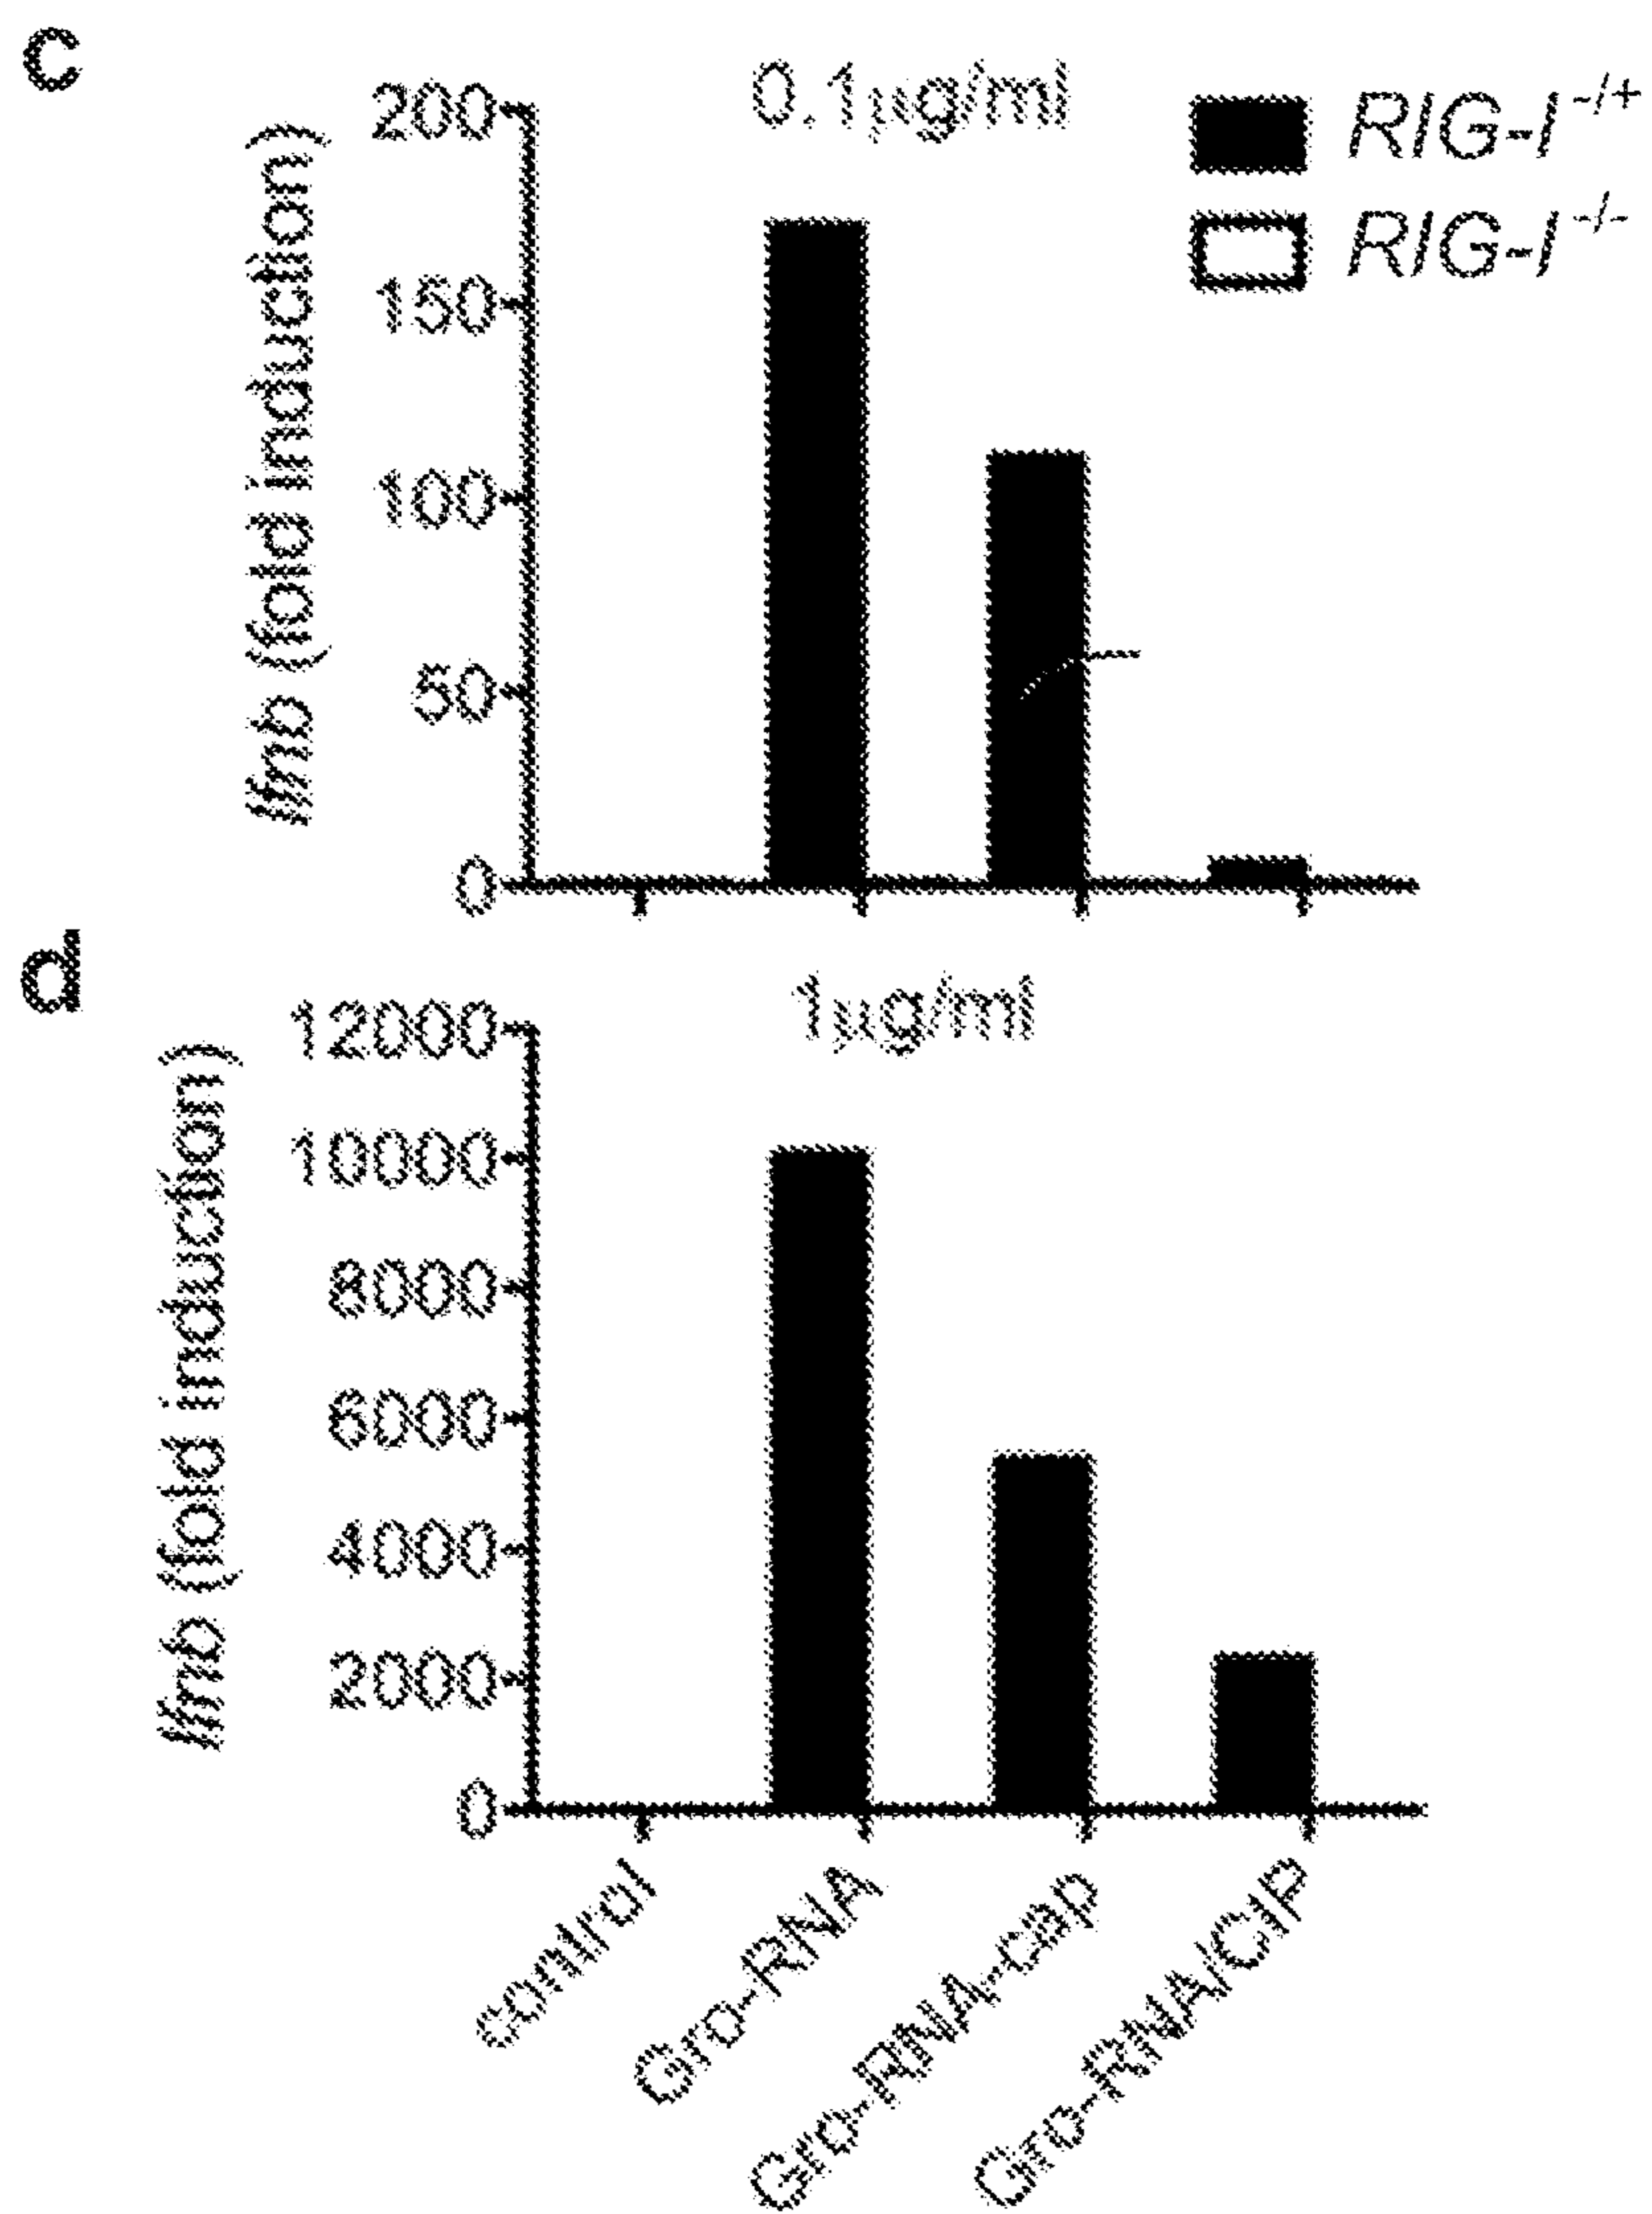 c
0.1µg/ml
RIG-I -/+
RIG-I -/-
Ifnb (fold induction)
200
150
100
50
0
d
1µg/ml
Ifnb (fold induction)
12000
10000
8000
6000
4000
2000
0
control
Gro-RNA
Gro-RNA-cap
Gro-RNA/CIP